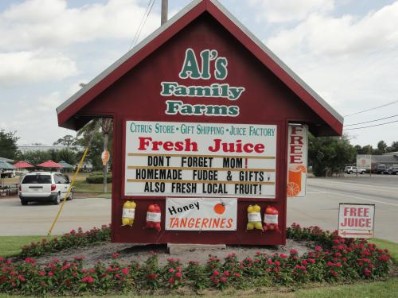 Al's
Family
Farms
Citrus Store • Gift Shipping • Juice Factory
Fresh Juice
DON'T FORGET MOM!
HOMEMADE FUDGE & GIFTS,
ALSO FRESH LOCAL FRUIT!
Honey
TANGERINES
FREE
FREE
JUICE